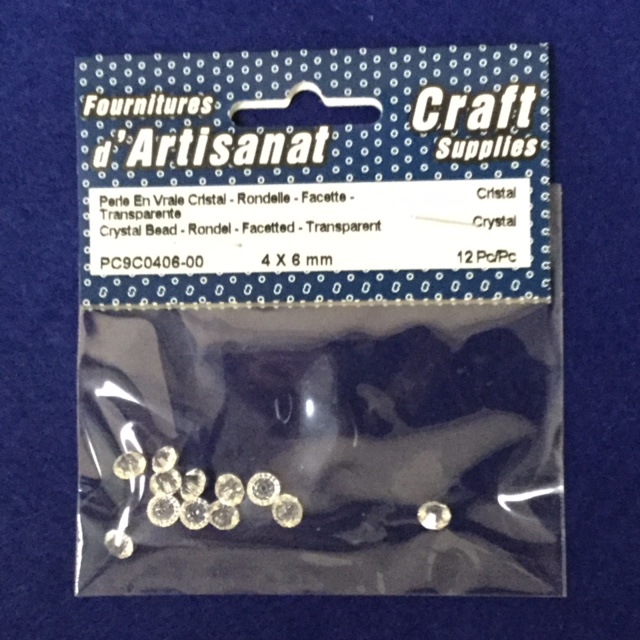 Fournitures
d'Artisanat
Craft
Supplies
Perle En Vraie Cristal - Rondelle - Facette -
Transparente
Cristal
Crystal Bead - Rondel - Facetted - Transparent
Crystal
PC9C0406-00 4 X 6 mm 12 Pc/Pc